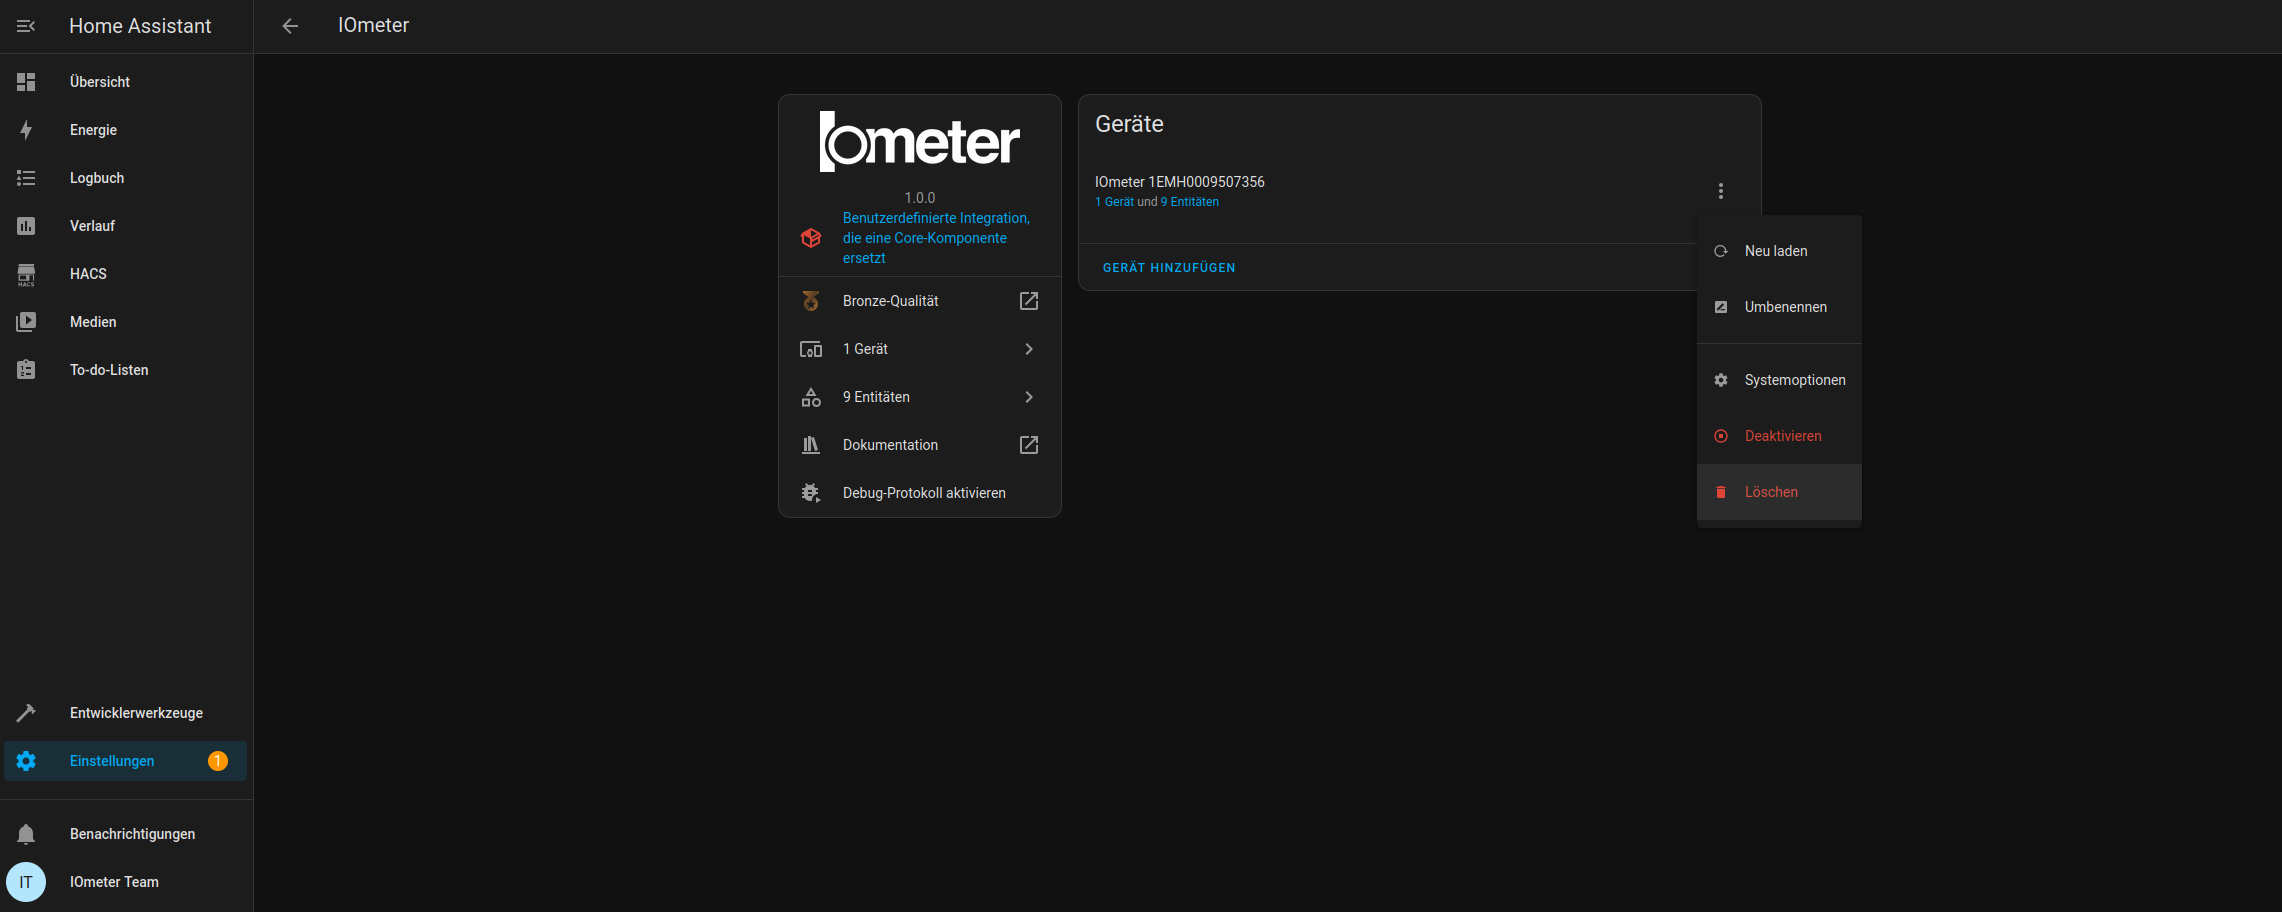 Home Assistant
Übersicht
Energie
Logbuch
Verlauf
HACS
HACS
Medien
To-do-Listen
Entwicklerwerkzeuge
Einstellungen 1
Benachrichtigungen
IT IOmeter Team
IOmeter
IOmeter
1.0.0
Benutzerdefinierte Integration,
die eine Core-Komponente
ersetzt
Bronze-Qualität
1 Gerät
9 Entitäten
Dokumentation
Debug-Protokoll aktivieren
Geräte
IOmeter 1EMH0009507356
1 Gerät und 9 Entitäten
GERÄT HINZUFÜGEN
Neu laden
Umbenennen
Systemoptionen
Deaktivieren
Löschen